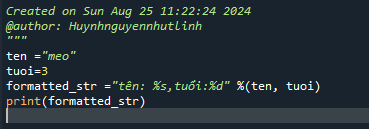 Created on Sun Aug 25 11:22:24 2024
@author: Huynhnguyennhutlinh
"""
ten ="meo"
tuoi=3
formatted_str ="tên: %s,tuổi:%d" %(ten, tuoi)
print(formatted_str)